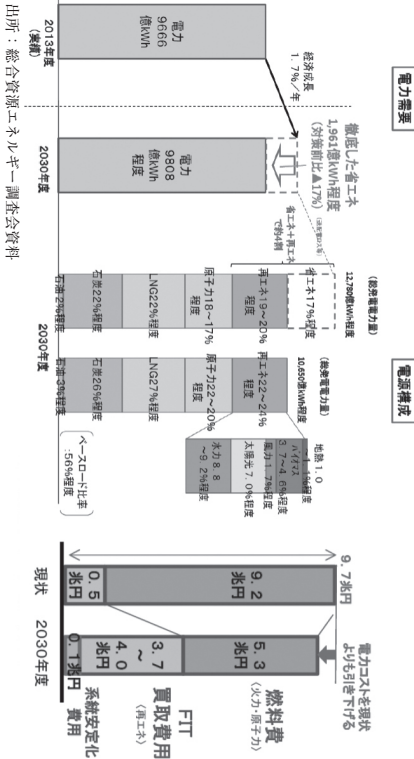 電力需要
電力
9666
億kWh
2013年度
(実績)
経済成長
1.7%/年
徹底した省エネ
1,961億kWh程度
(対策前比▲17%)
電力
9808
億kWh
程度
2030年度
電源構成
(総発電電力量)
12,780億kWh程度
省エネ+再エネ
で約4割
省エネ17%程度
再エネ19~20%
程度
原子力18~17%
程度
LNG22%程度
石炭22%程度
石油2%程度
2030年度
(総発電電力量)
10,650億kWh程度
再エネ22~24%
程度
原子力22~20%
程度
LNG27%程度
石炭26%程度
石油3%程度
地熱1.0
~1.1%程度
バイオマス
3.7~4.6%程度
風力1.7%程度
太陽光7.0%程度
水力8.8
~9.2%程度
ベースロード比率
:56%程度
電力コストを現状
よりも引き下げる
9.7兆円
9.2
兆円
0.5
兆円
現状
5.3
兆円
3.7
~
4.0
兆円
0.1兆円
2030年度
燃料費
(火力・原子力)
FIT
買取費用
(再エネ)
系統安定化
費用
出所:総合資源エネルギー調査会資料